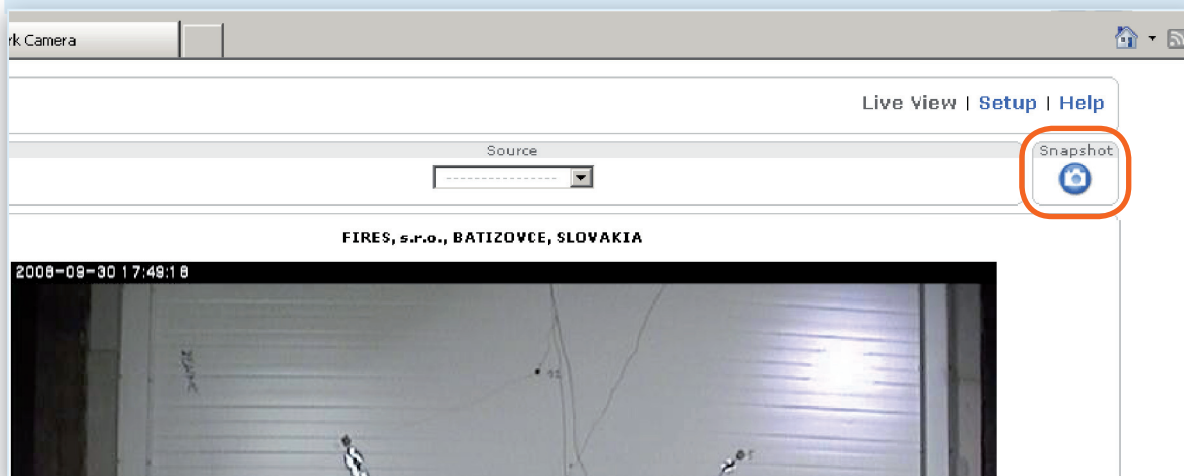 rk Camera
Live View | Setup | Help
Source
Snapshot
----------------
FIRES, s.r.o., BATIZOVCE, SLOVAKIA
2008-09-30 17:49:18